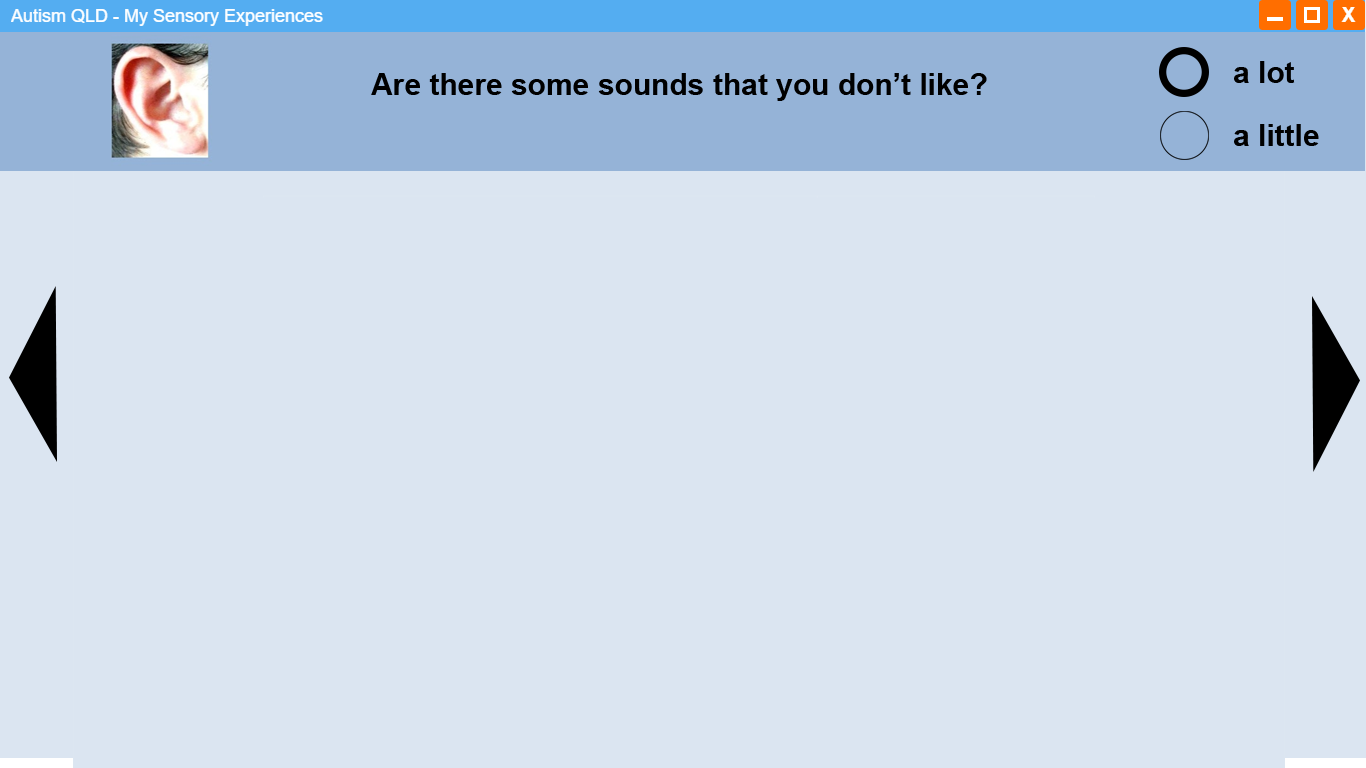 Autism QLD - My Sensory Experiences
X
Are there some sounds that you don’t like?
a lot
a little